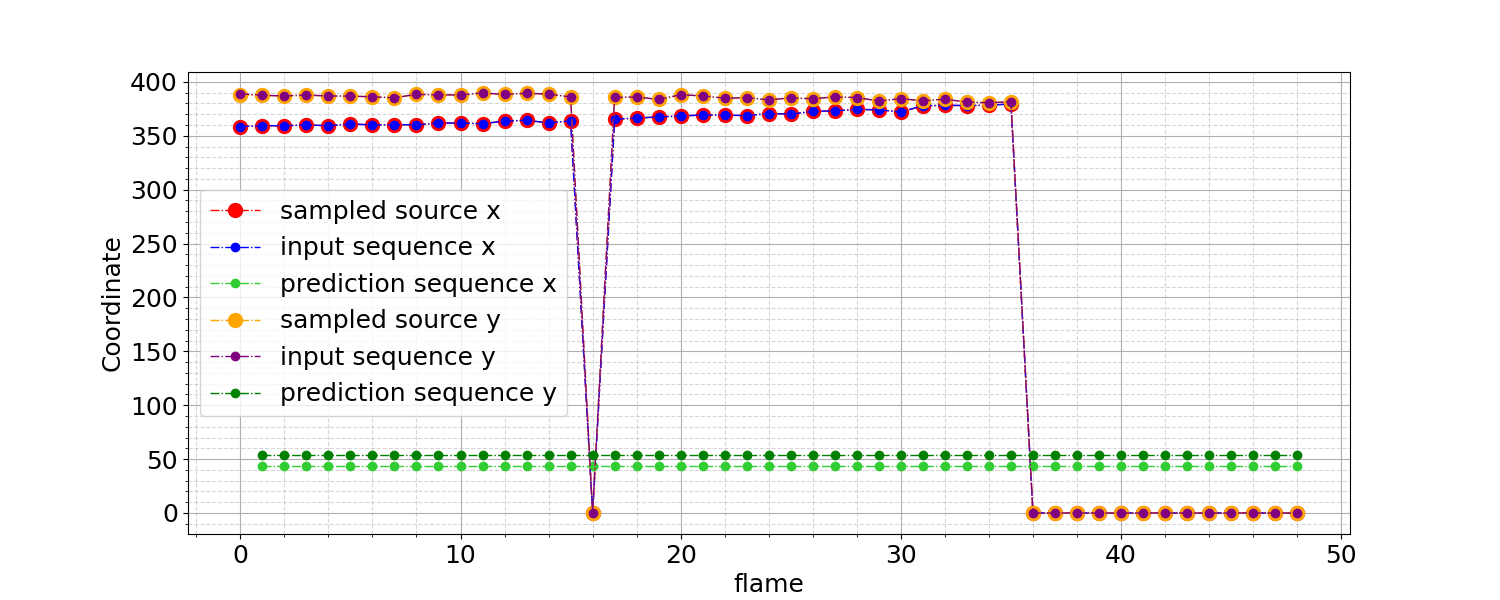 400
350
300
250
200
150
100
50
0
Coordinate
sampled source x
input sequence x
prediction sequence x
sampled source y
input sequence y
prediction sequence y
0 10 20 30 40 50
flame